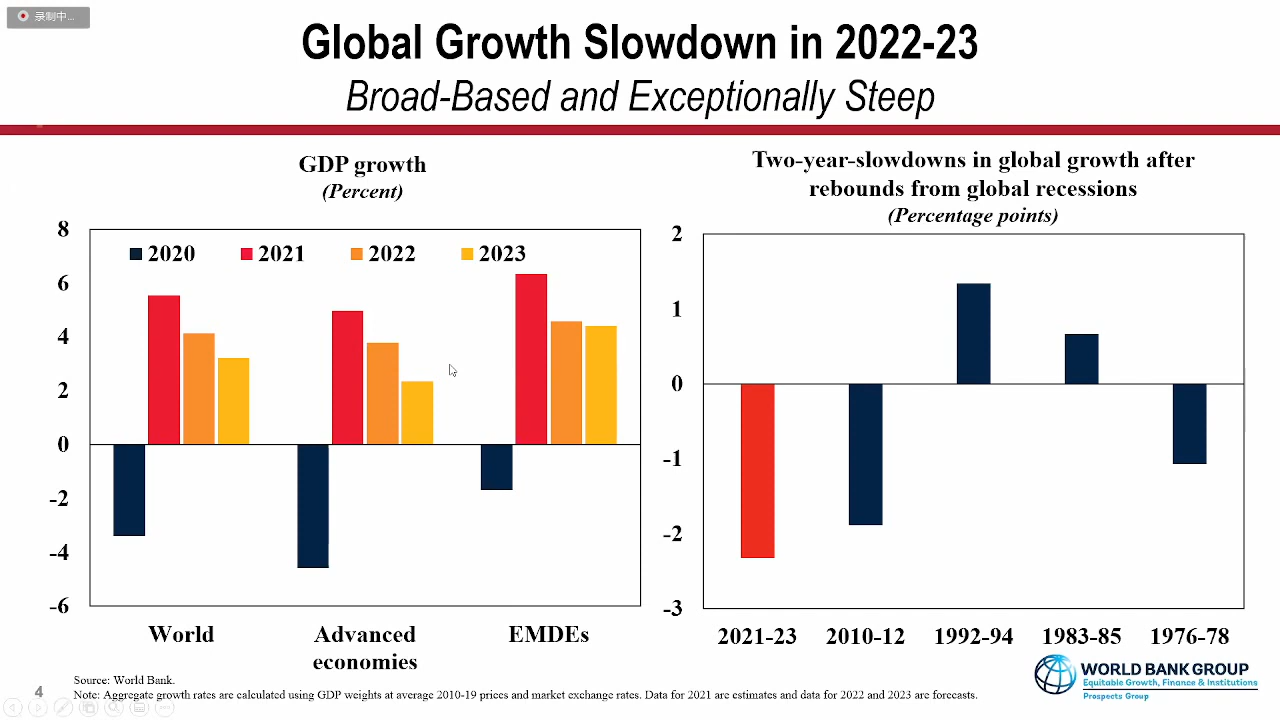 录制中...
Global Growth Slowdown in 2022-23
Broad-Based and Exceptionally Steep
GDP growth
(Percent)
8
6
4
2
0
-2
-4
-6
2020 2021 2022 2023
World
Advanced
economies
EMDEs
Two-year-slowdowns in global growth after
rebounds from global recessions
(Percentage points)
2
1
0
-1
-2
-3
2021-23 2010-12 1992-94 1983-85 1976-78
Source: World Bank.
Note: Aggregate growth rates are calculated using GDP weights at average 2010-19 prices and market exchange rates. Data for 2021 are estimates and data for 2022 and 2023 are forecasts.
4
WORLD BANK GROUP
Equitable Growth, Finance & Institutions
Prospects Group